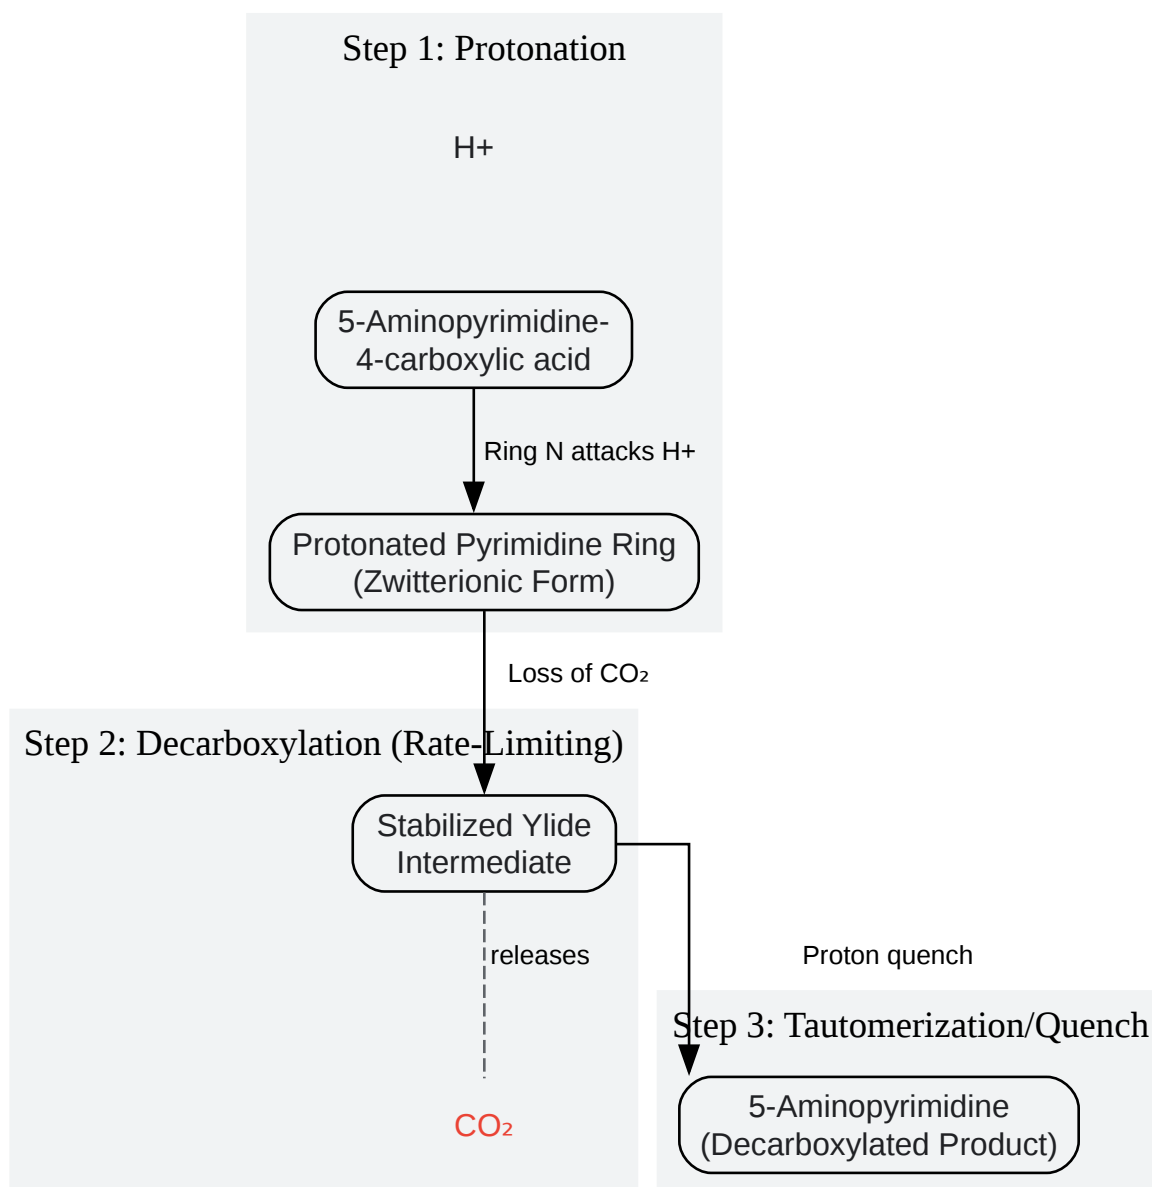 Step 1: Protonation
H+
5-Aminopyrimidine-
4-carboxylic acid
Ring N attacks H+
Protonated Pyrimidine Ring
(Zwitterionic Form)
Loss of CO₂
Step 2: Decarboxylation (Rate-Limiting)
Stabilized Ylide
Intermediate
releases
CO₂
Proton quench
Step 3: Tautomerization/Quench
5-Aminopyrimidine
(Decarboxylated Product)